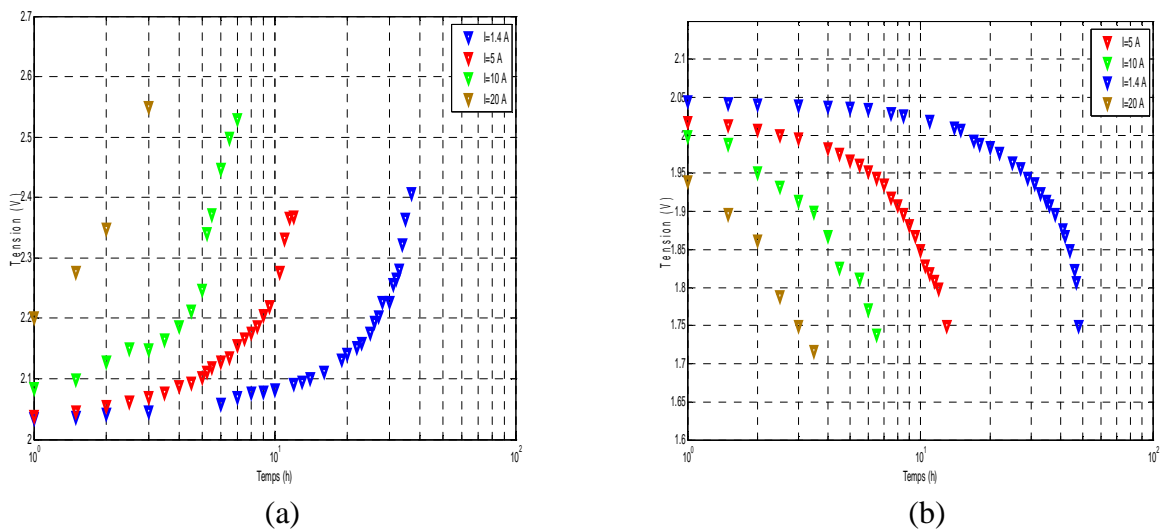 2.7
2.6
2.5
2.4
2.3
2.2
2.1
2
Tension (V)
10^0
10^1
10^2
Temps (h)
I=1.4 A
I=5 A
I=10 A
I=20 A
(a)
2.1
2.05
2
1.95
1.9
1.85
1.8
1.75
1.7
1.65
1.6
Tension (V)
10^0
10^1
10^2
Temps (h)
I=5 A
I=10 A
I=1.4 A
I=20 A
(b)